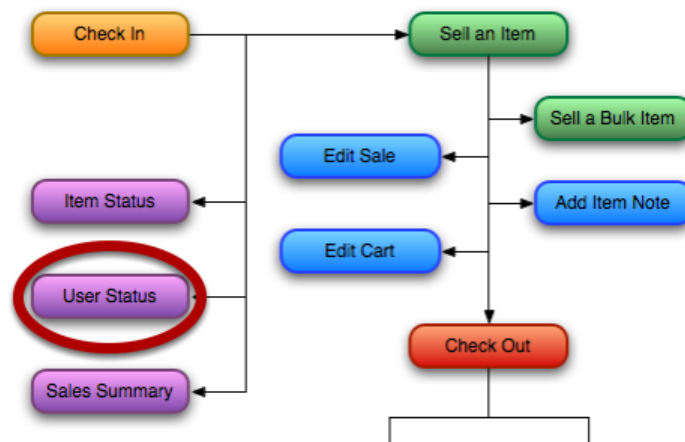 Check In
Sell an Item
Sell a Bulk Item
Edit Sale
Item Status
Add Item Note
Edit Cart
User Status
Check Out
Sales Summary